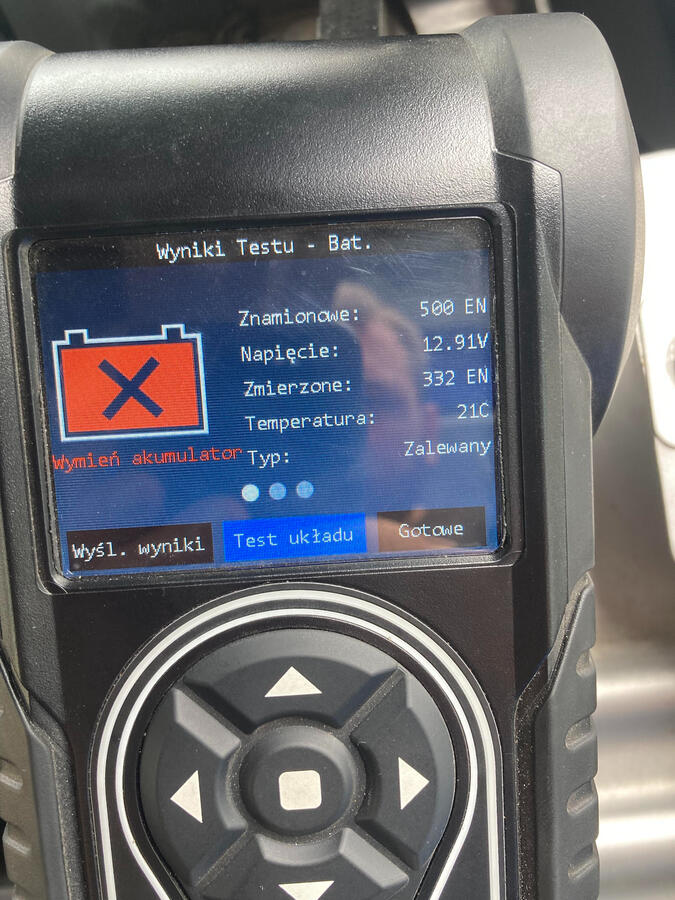 Wyniki Testu - Bat.
Znamionowe: 500 EN
Napięcie: 12.91V
Zmierzone: 332 EN
Temperatura: 21C
Typ: Zalewany
Wymień akumulator
Wyśl. wyniki
Test układu
Gotowe